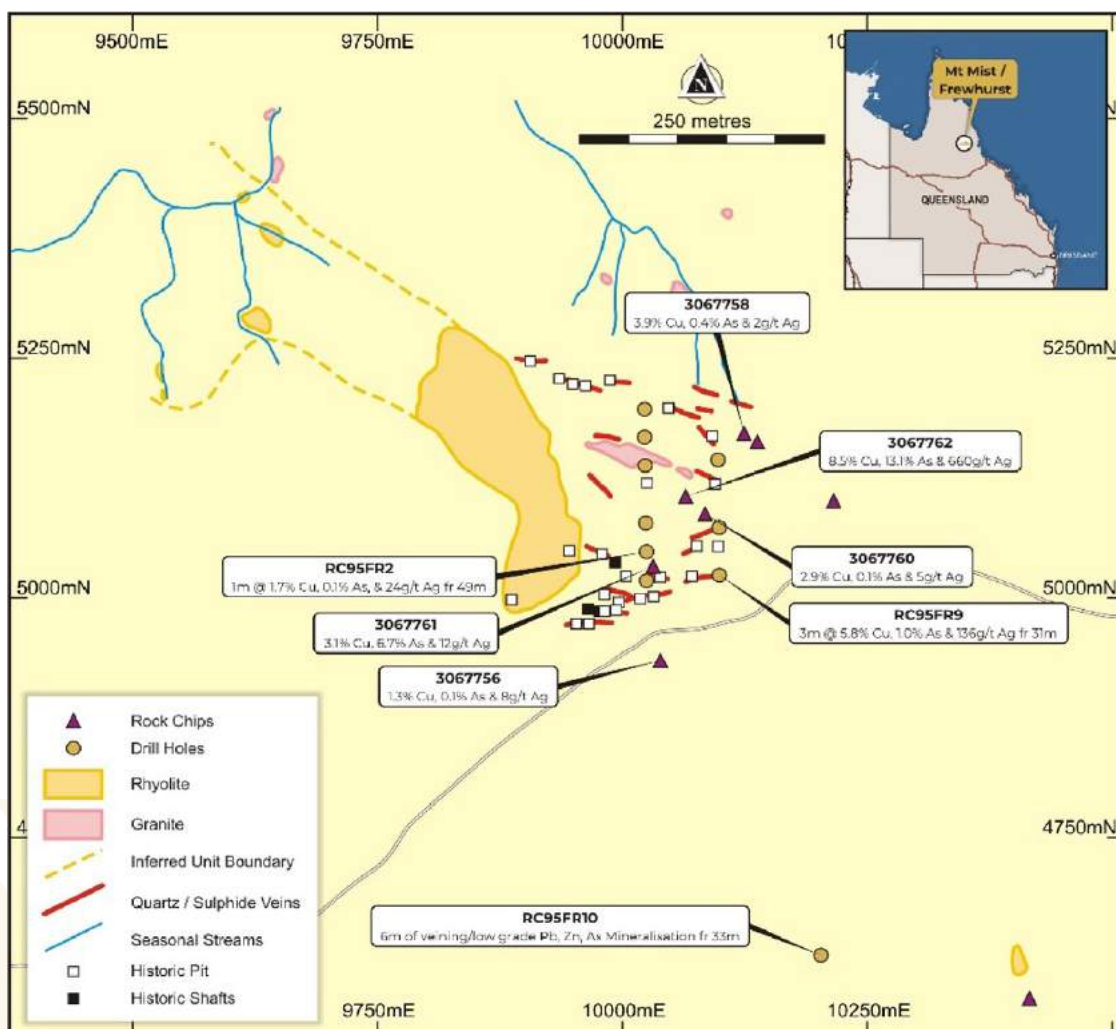 9500mE
9750mE
10000mE
5500mN
5250mN
5000mN
4750mN
9750mE
10000mE
10250mE
N
250 metres
Mt Mist /
Frewhurst
QUEENSLAND
BRISBANE
3067758
3.9% Cu, 0.4% As & 2g/t Ag
3067762
8.5% Cu, 13.1% As & 660g/t Ag
RC95FR2
1m @ 1.7% Cu, 0.1% As, & 24g/t Ag fr 49m
3067760
2.9% Cu, 0.1% As & 5g/t Ag
3067761
3.1% Cu, 6.7% As & 12g/t Ag
RC95FR9
3m @ 5.8% Cu, 1.0% As & 136g/t Ag fr 31m
3067756
1.3% Cu, 0.1% As & 8g/t Ag
RC95FR10
6m of veining/low grade Pb, Zn, As Mineralisation fr 33m
5250mN
5000mN
4750mN
Rock Chips
Drill Holes
Rhyolite
Granite
Inferred Unit Boundary
Quartz / Sulphide Veins
Seasonal Streams
Historic Pit
Historic Shafts